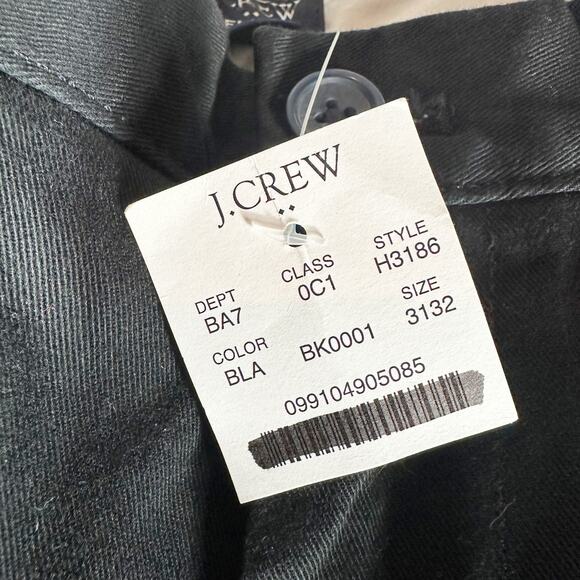 J.CREW
DEPT CLASS STYLE
BA7 0C1 H3186
COLOR SIZE
BLA BK0001 3132
099104905085